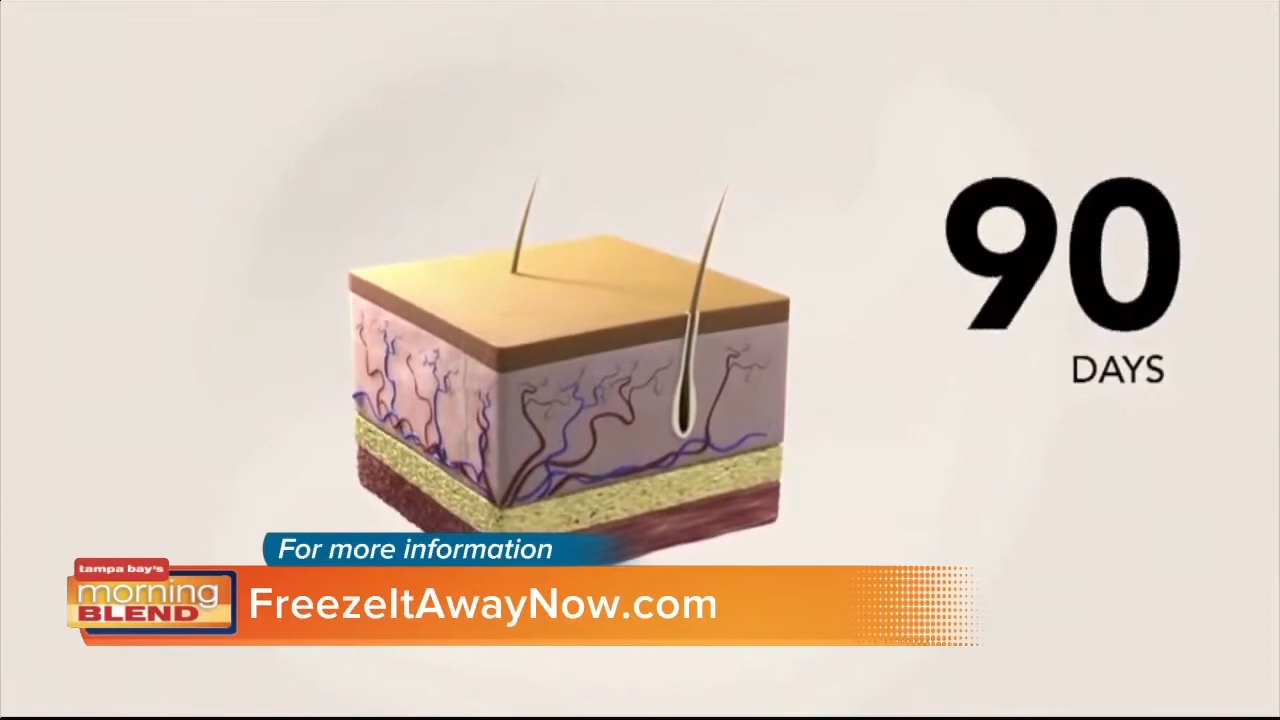 90
DAYS
For more information
tampa bay's
morning
BLEND
FreezeItAwayNow.com